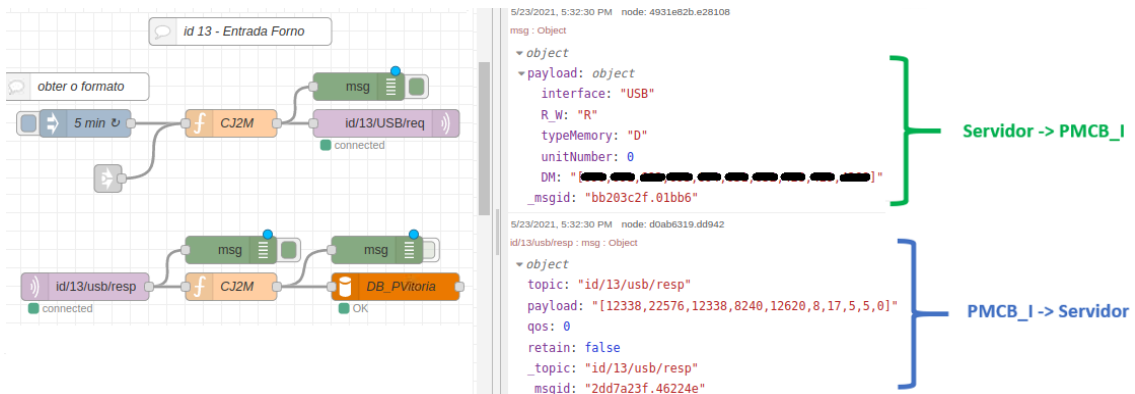 id 13 - Entrada Forno
obter o formato
msg
5 min ↻
CJ2M
id/13/USB/req
connected
msg
msg
id/13/usb/resp
CJ2M
DB_PVitoria
connected
OK
5/23/2021, 5:32:30 PM node: 4931e82b.e28108
msg : Object
object
payload: object
interface: "USB"
R_W: "R"
typeMemory: "D"
unitNumber: 0
DM: "[ ]"
_msgid: "bb203c2f.01bb6"
Servidor -> PMCB_I
5/23/2021, 5:32:30 PM node: d0ab6319.dd942
id/13/usb/resp : msg : Object
object
topic: "id/13/usb/resp"
payload: "[12338,22576,12338,8240,12620,8,17,5,5,0]"
qos: 0
retain: false
_topic: "id/13/usb/resp"
_msgid: "2dd7a23f.46224e"
PMCB_I -> Servidor